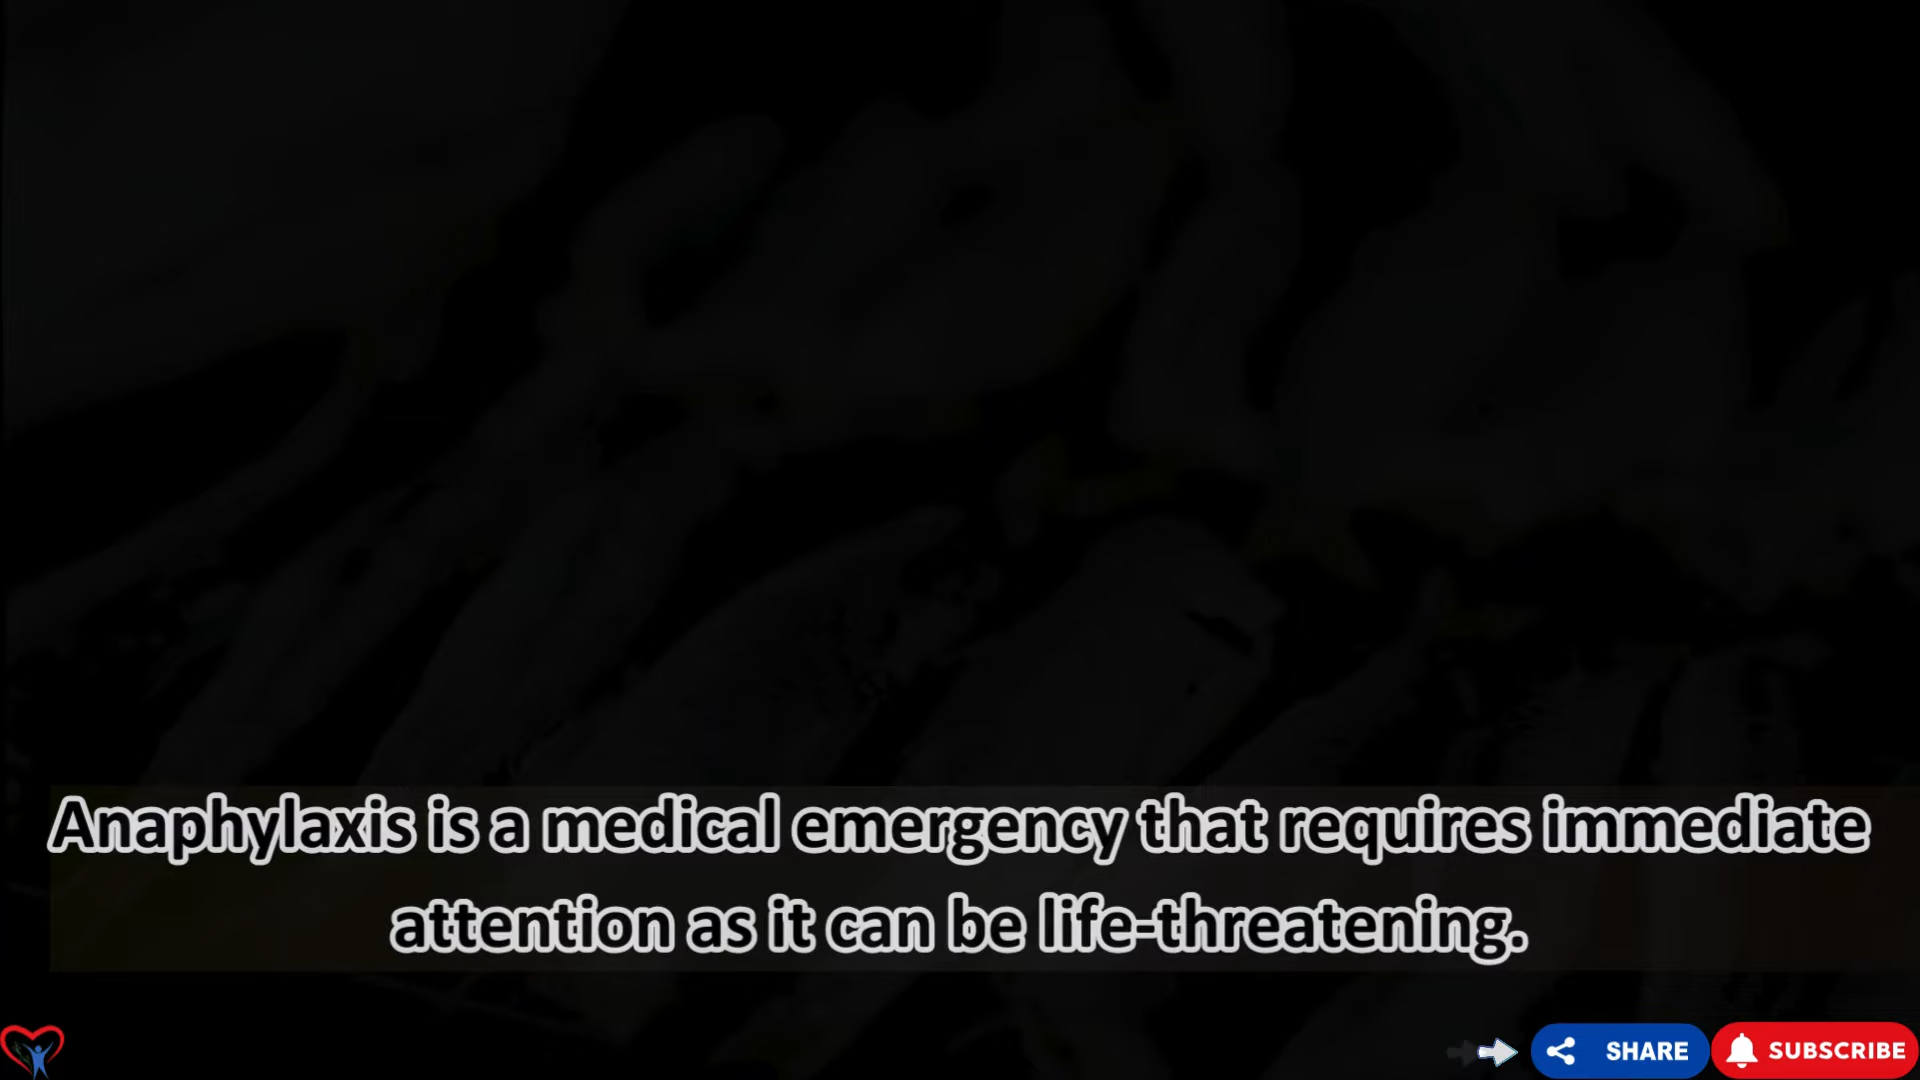 Anaphylaxis is a medical emergency that requires immediate
attention as it can be life-threatening.
SHARE
SUBSCRIBE